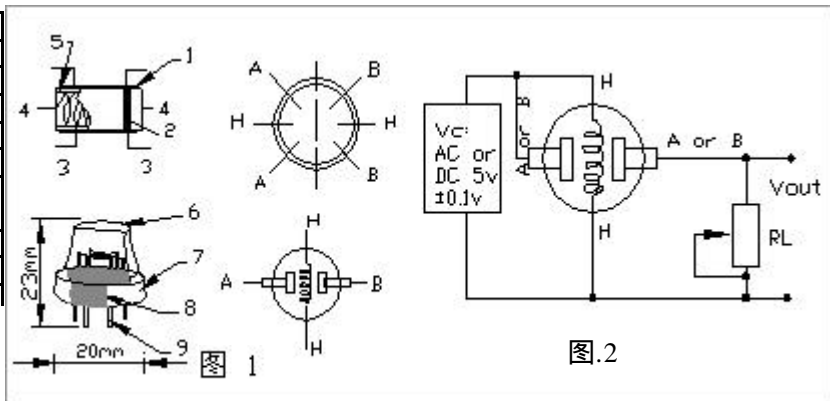 5
1
4
4
2
3
3
A
B
H
H
A
B
6
7
8
9
23mm
20mm
H
A
B
H
图 1
Vc:
AC or
DC 5v
±0.1v
A or B
H
H
A or B
Vout
RL
图.2